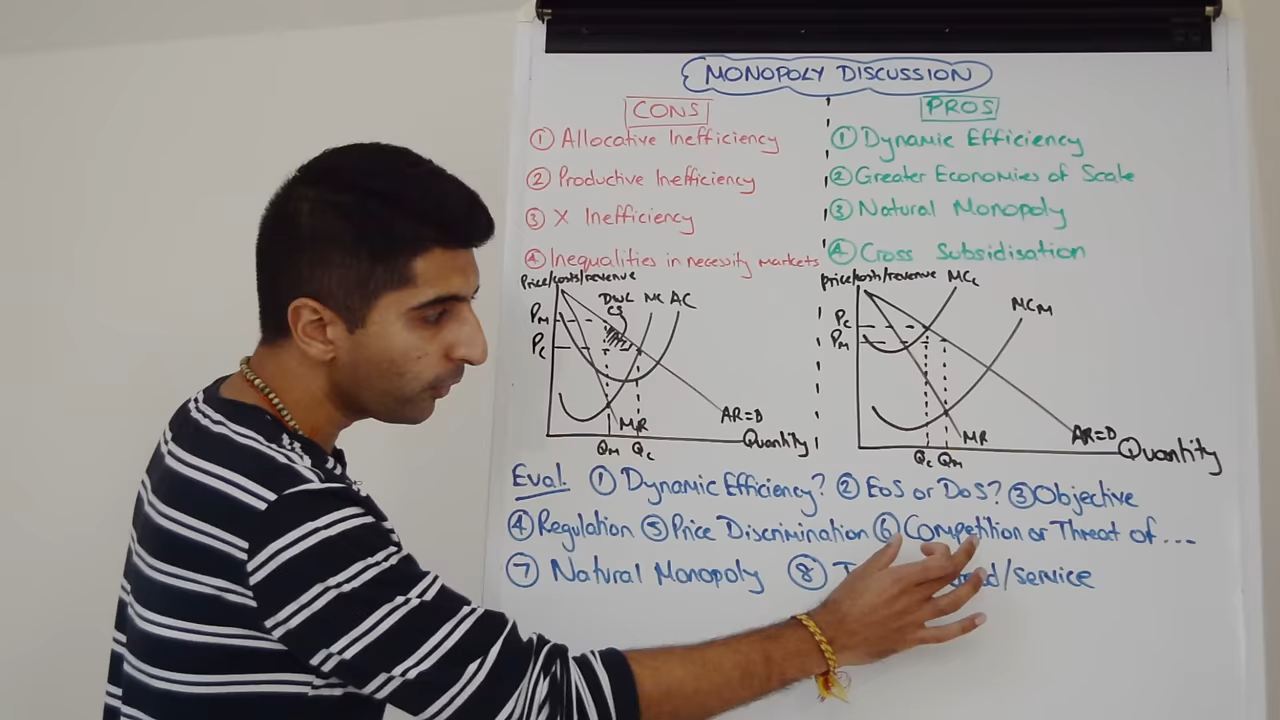 MONOPOLY DISCUSSION
CONS
① Allocative Inefficiency
② Productive Inefficiency
③ X Inefficiency
④ Inequalities in necessity markets
Price/costs/revenue
DWL
CS
MC
AC
PM
PC
MR
AR=D
QM
QC
Quantity
PROS
① Dynamic Efficiency
② Greater Economies of Scale
③ Natural Monopoly
④ Cross Subsidisation
price/costs/revenue
MCC
MCM
PC
PM
MR
AR=D
QC
QM
Quantity
Eval. ① Dynamic Efficiency? ② EoS or DoS? ③ Objective
④ Regulation ⑤ Price Discrimination ⑥ Competition or Threat of...
⑦ Natural Monopoly ⑧ /service